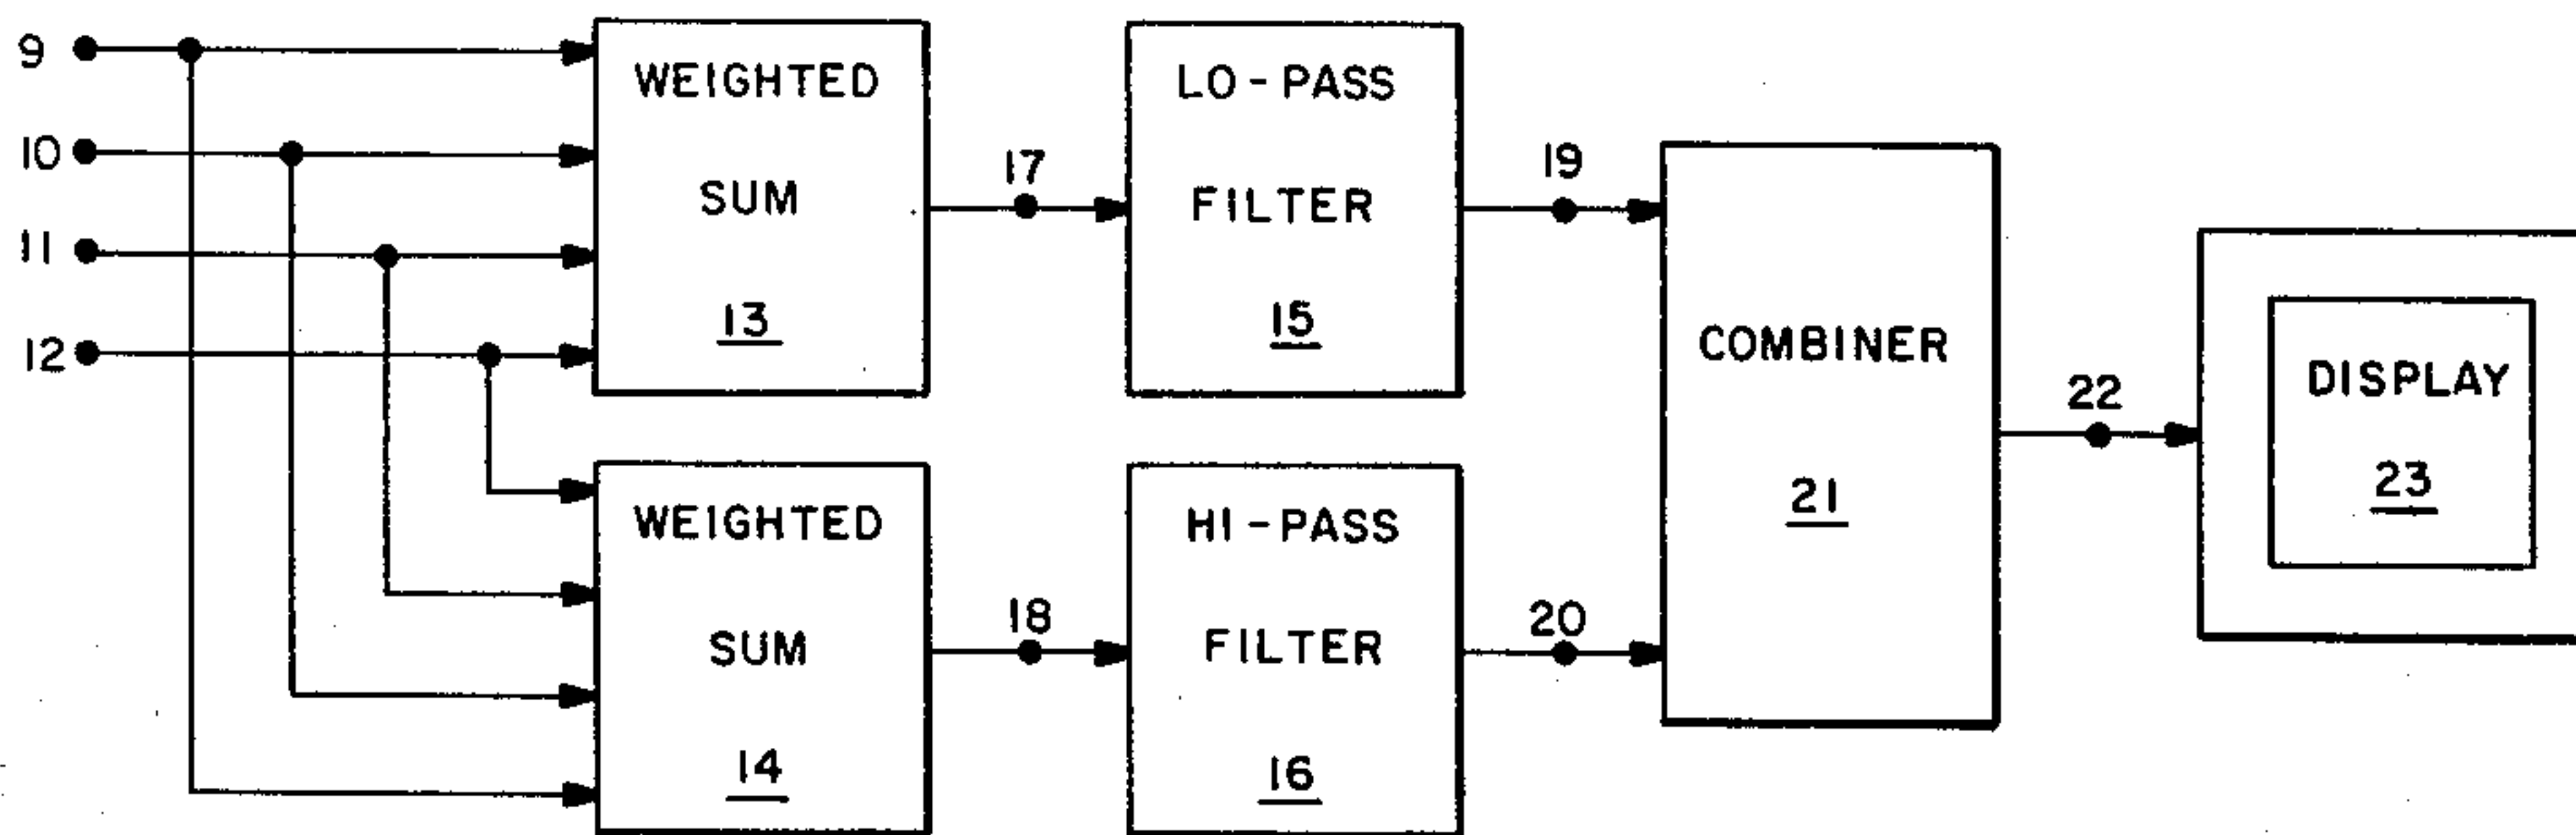 9
10
11
12
WEIGHTED
SUM
13
17
LO-PASS
FILTER
15
19
WEIGHTED
SUM
14
18
HI-PASS
FILTER
16
20
COMBINER
21
22
DISPLAY
23